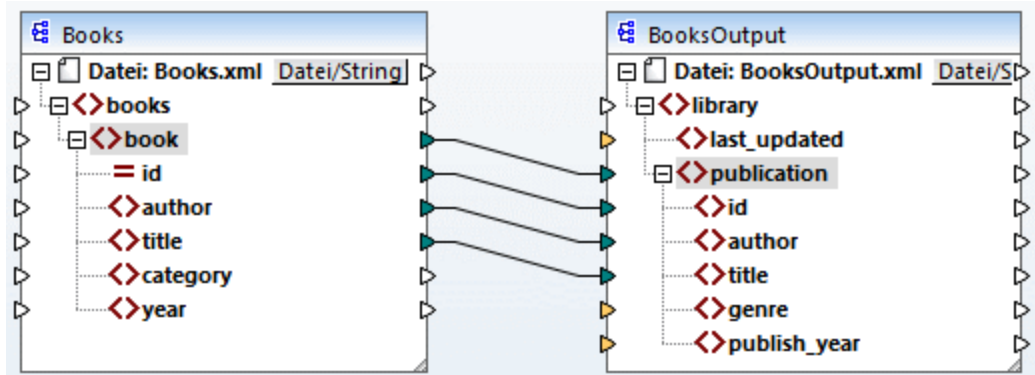 Books
Datei: Books.xml Datei/String
books
book
id
author
title
category
year
BooksOutput
Datei: BooksOutput.xml Datei/S
library
last_updated
publication
id
author
title
genre
publish_year